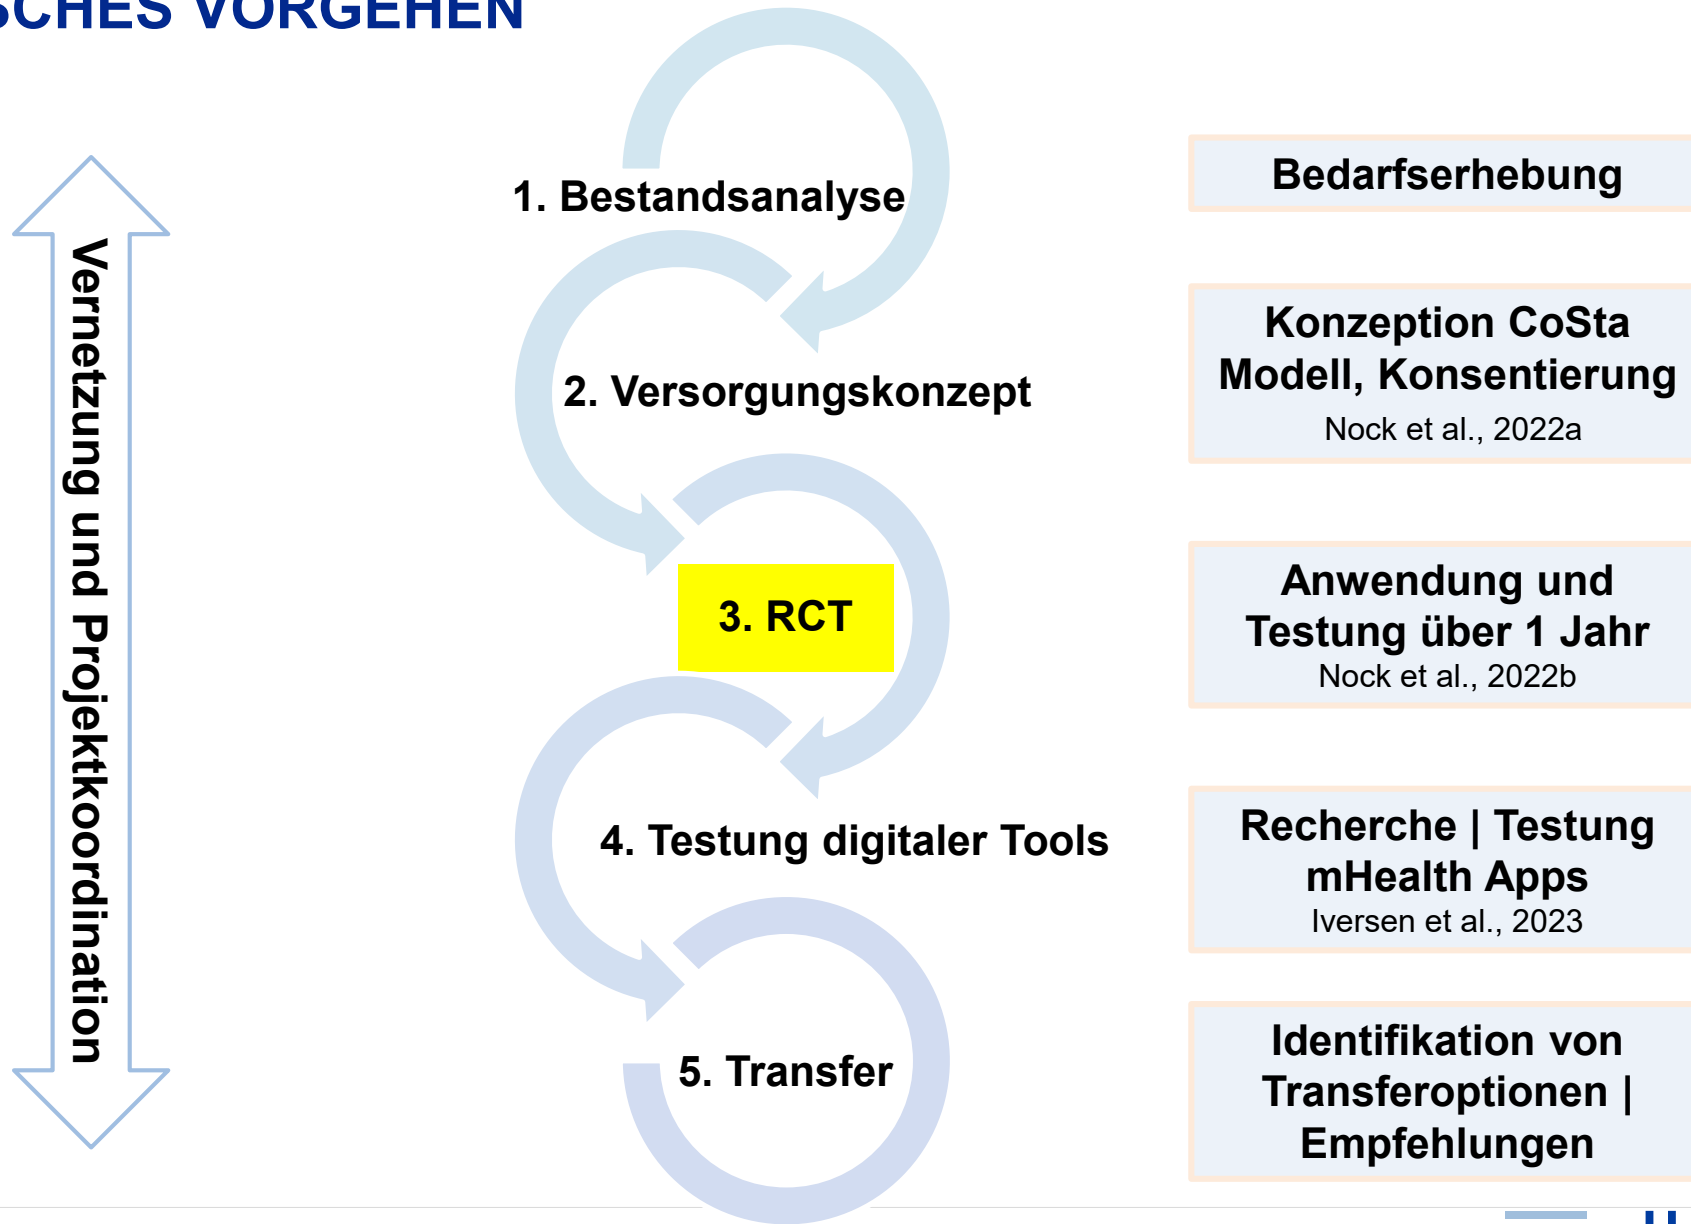 SCHES VORGEHEN
Vernetzung und Projektkoordination
1. Bestandsanalyse
Bedarfserhebung
2. Versorgungskonzept
Konzeption CoSta
Modell, Konsentierung
Nock et al., 2022a
3. RCT
Anwendung und
Testung über 1 Jahr
Nock et al., 2022b
4. Testung digitaler Tools
Recherche | Testung
mHealth Apps
Iversen et al., 2023
5. Transfer
Identifikation von
Transferoptionen |
Empfehlungen